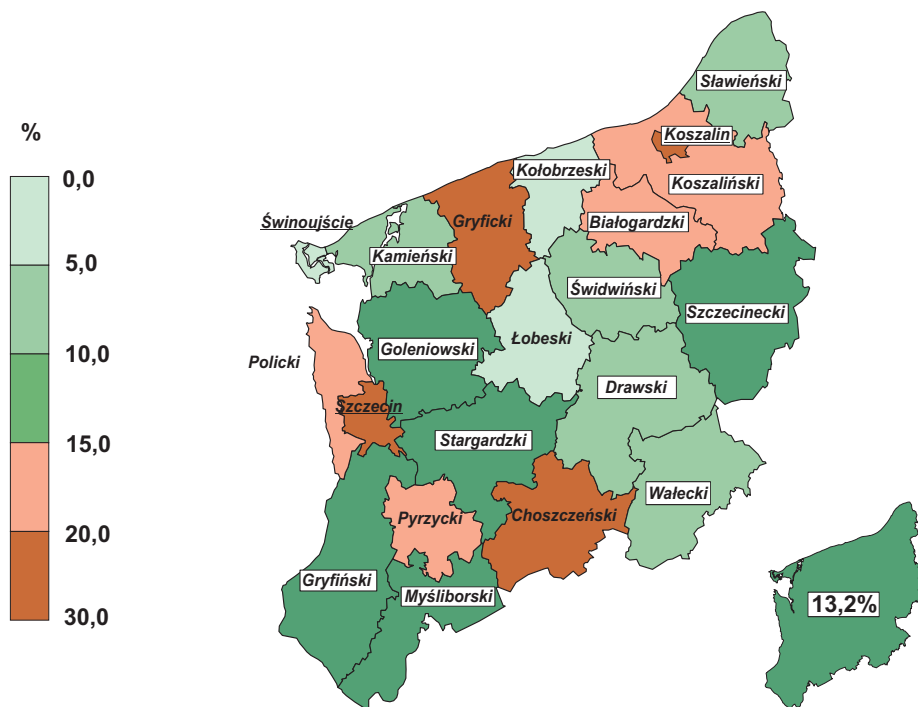 %
0,0
5,0
10,0
15,0
20,0
30,0
Sławieński
Koszalin
Kołobrzeski
Koszaliński
Świnoujście
Gryficki
Białogardzki
Kamieński
Świdwiński
Szczecinecki
Policki
Goleniowski
Łobeski
Drawski
Szczecin
Stargardzki
Wałecki
Pyrzycki
Choszczeński
Gryfiński
Myśliborski
13,2%